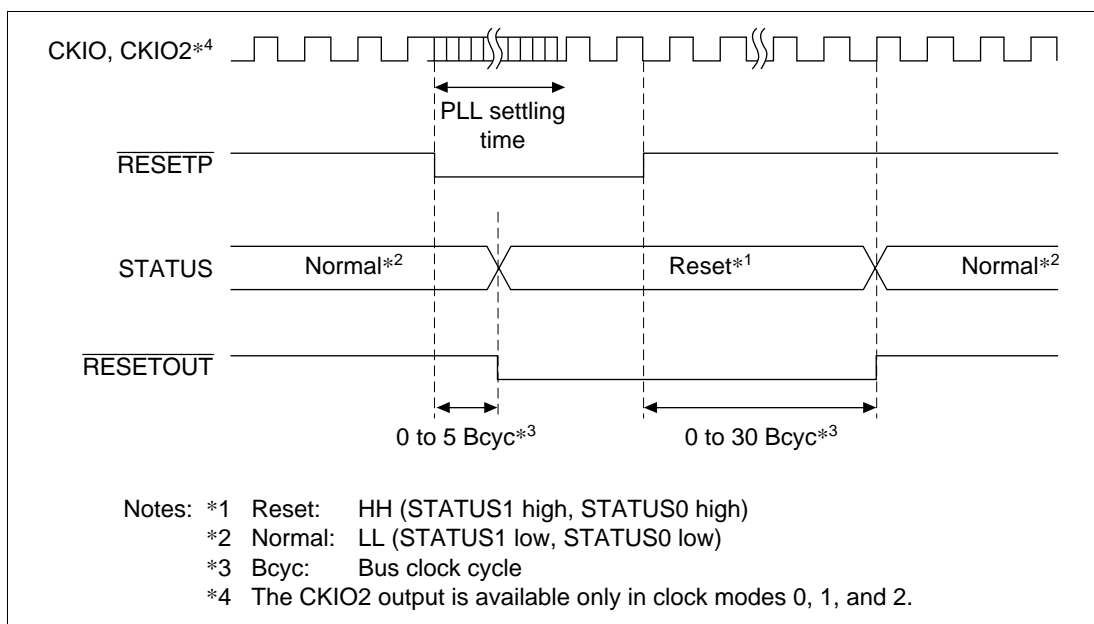 CKIO, CKIO2*4
PLL settling
time
RESETP
STATUS
Normal*2
Reset*1
Normal*2
RESETOUT
0 to 5 Bcyc*3
0 to 30 Bcyc*3
Notes: *1 Reset: HH (STATUS1 high, STATUS0 high)
*2 Normal: LL (STATUS1 low, STATUS0 low)
*3 Bcyc: Bus clock cycle
*4 The CKIO2 output is available only in clock modes 0, 1, and 2.